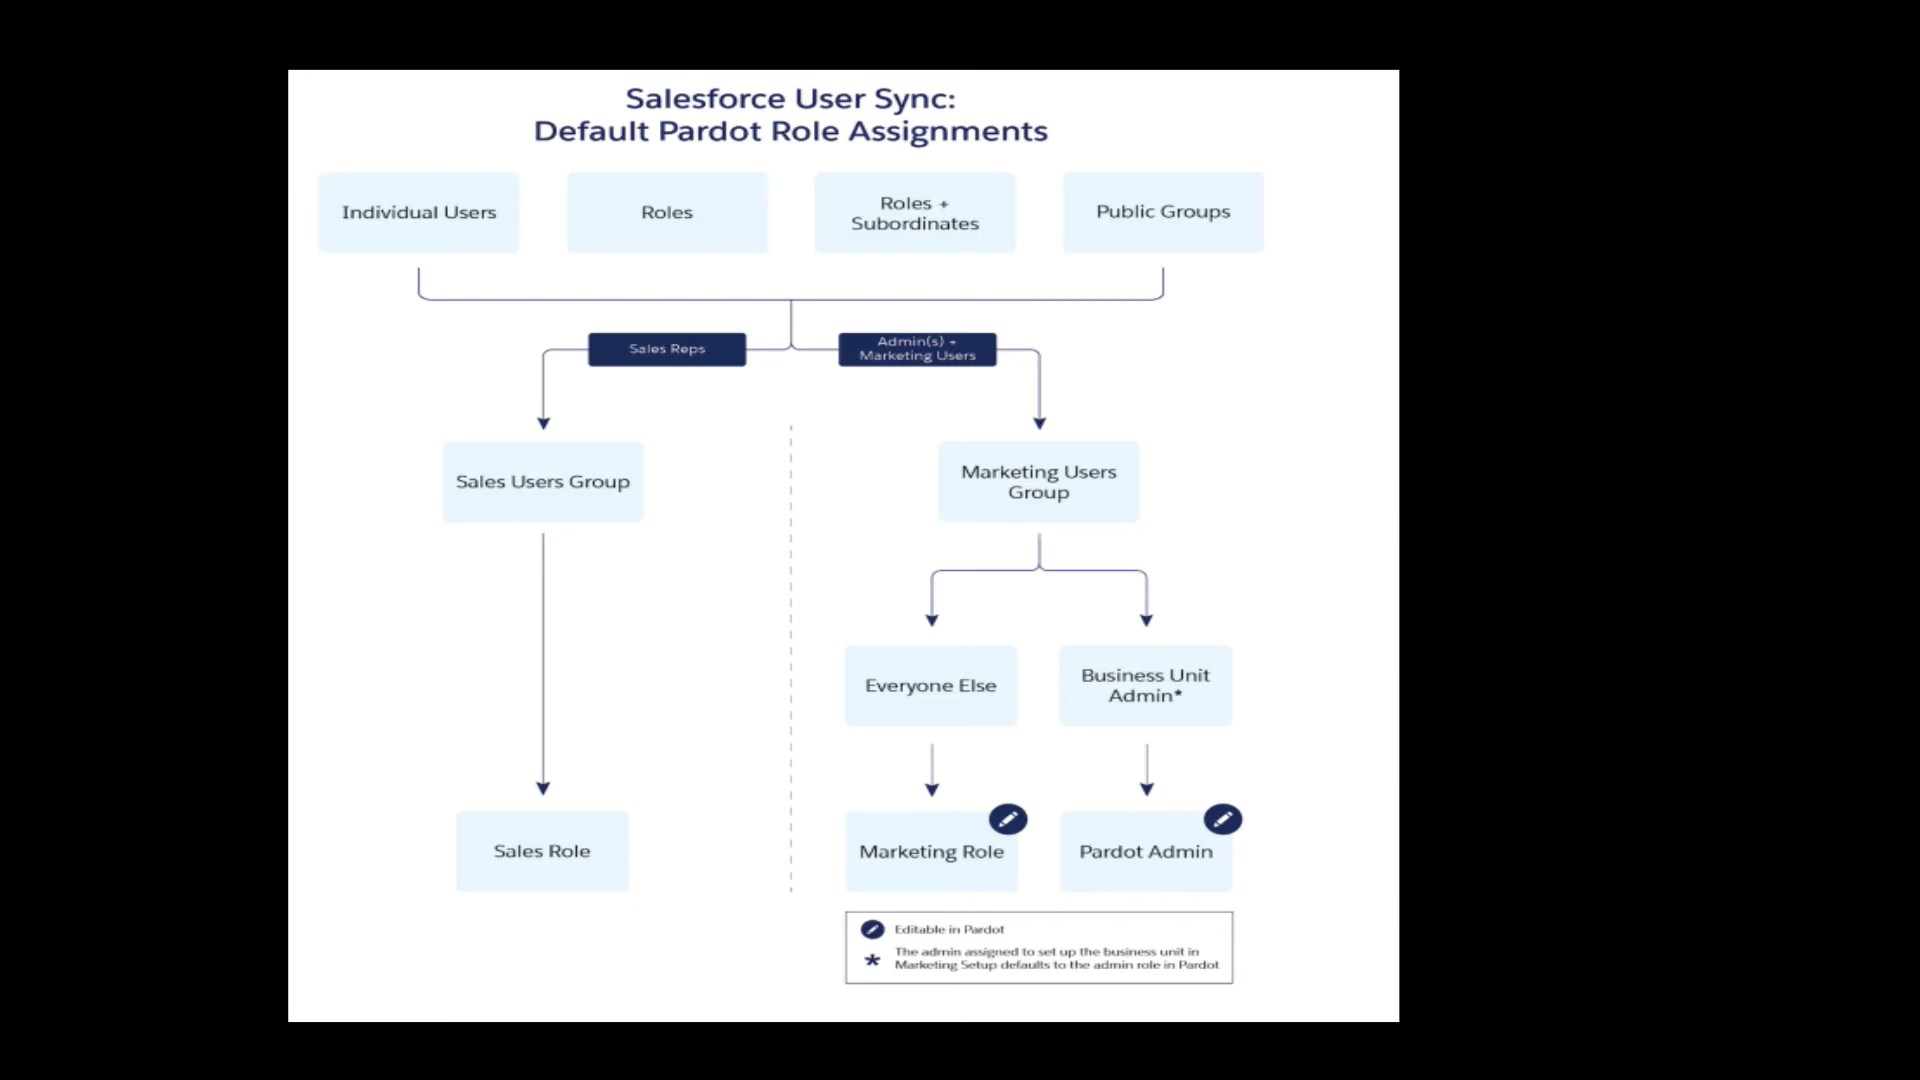 Salesforce User Sync:
Default Pardot Role Assignments
Individual Users
Roles
Roles +
Subordinates
Public Groups
Sales Reps
Admin(s) +
Marketing Users
Sales Users Group
Marketing Users
Group
Everyone Else
Business Unit
Admin*
Sales Role
Marketing Role
Pardot Admin
Editable in Pardot
* The admin assigned to set up the business unit in
Marketing Setup defaults to the admin role in Pardot